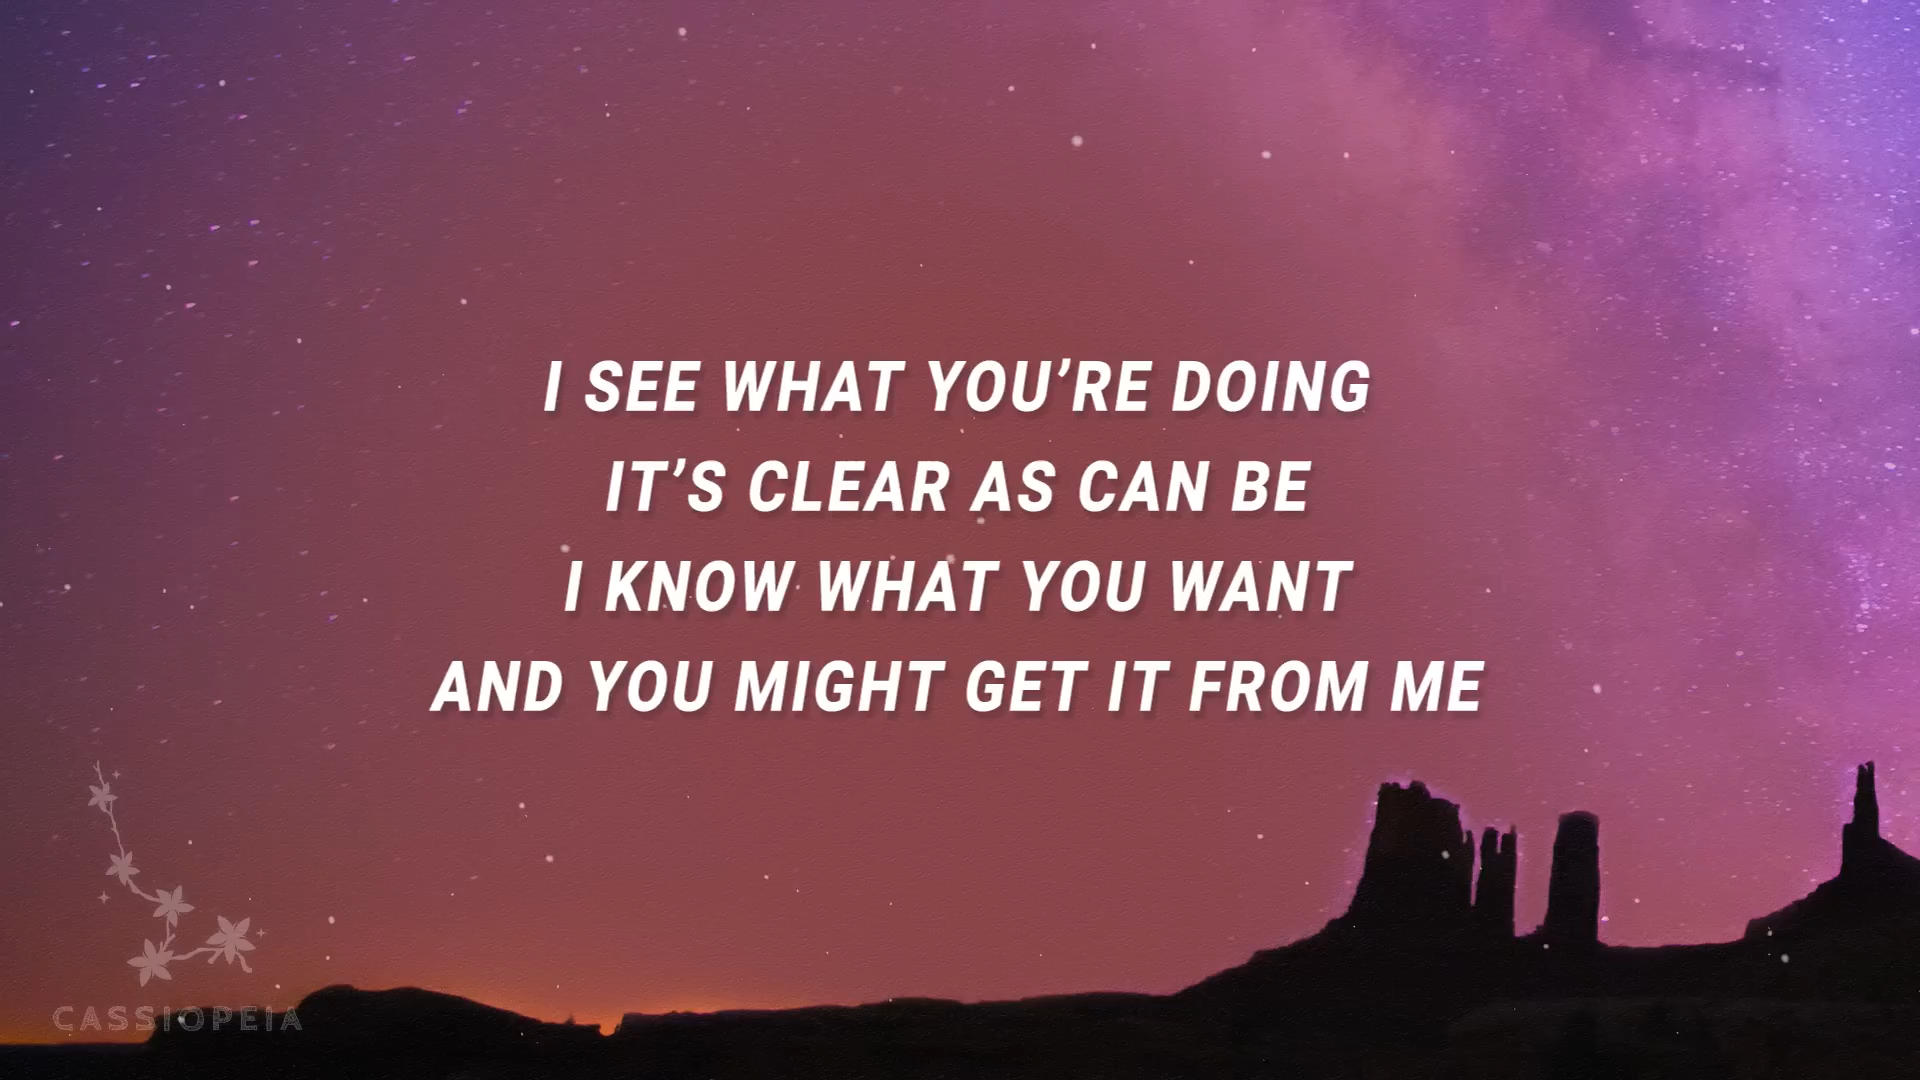 I SEE WHAT YOU’RE DOING
IT’S CLEAR AS CAN BE
I KNOW WHAT YOU WANT
AND YOU MIGHT GET IT FROM ME
CASSIOPEIA